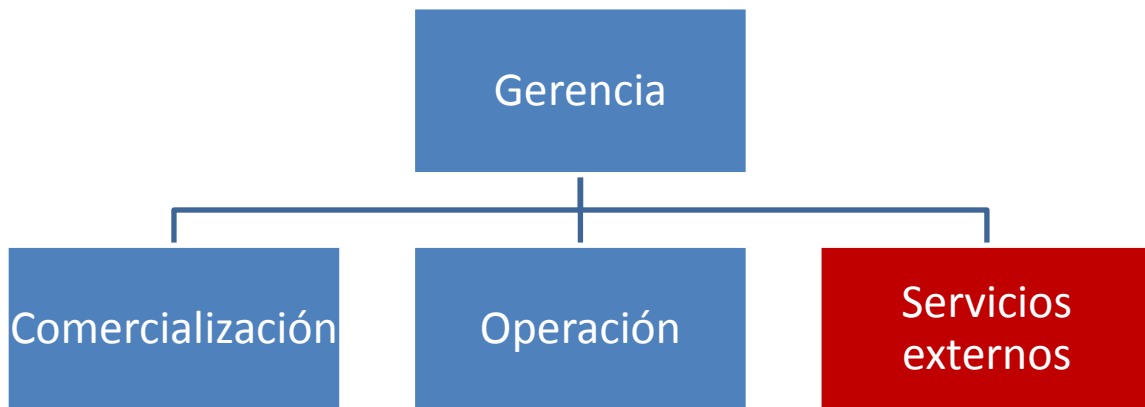 Gerencia
Comercialización
Operación
Servicios
externos